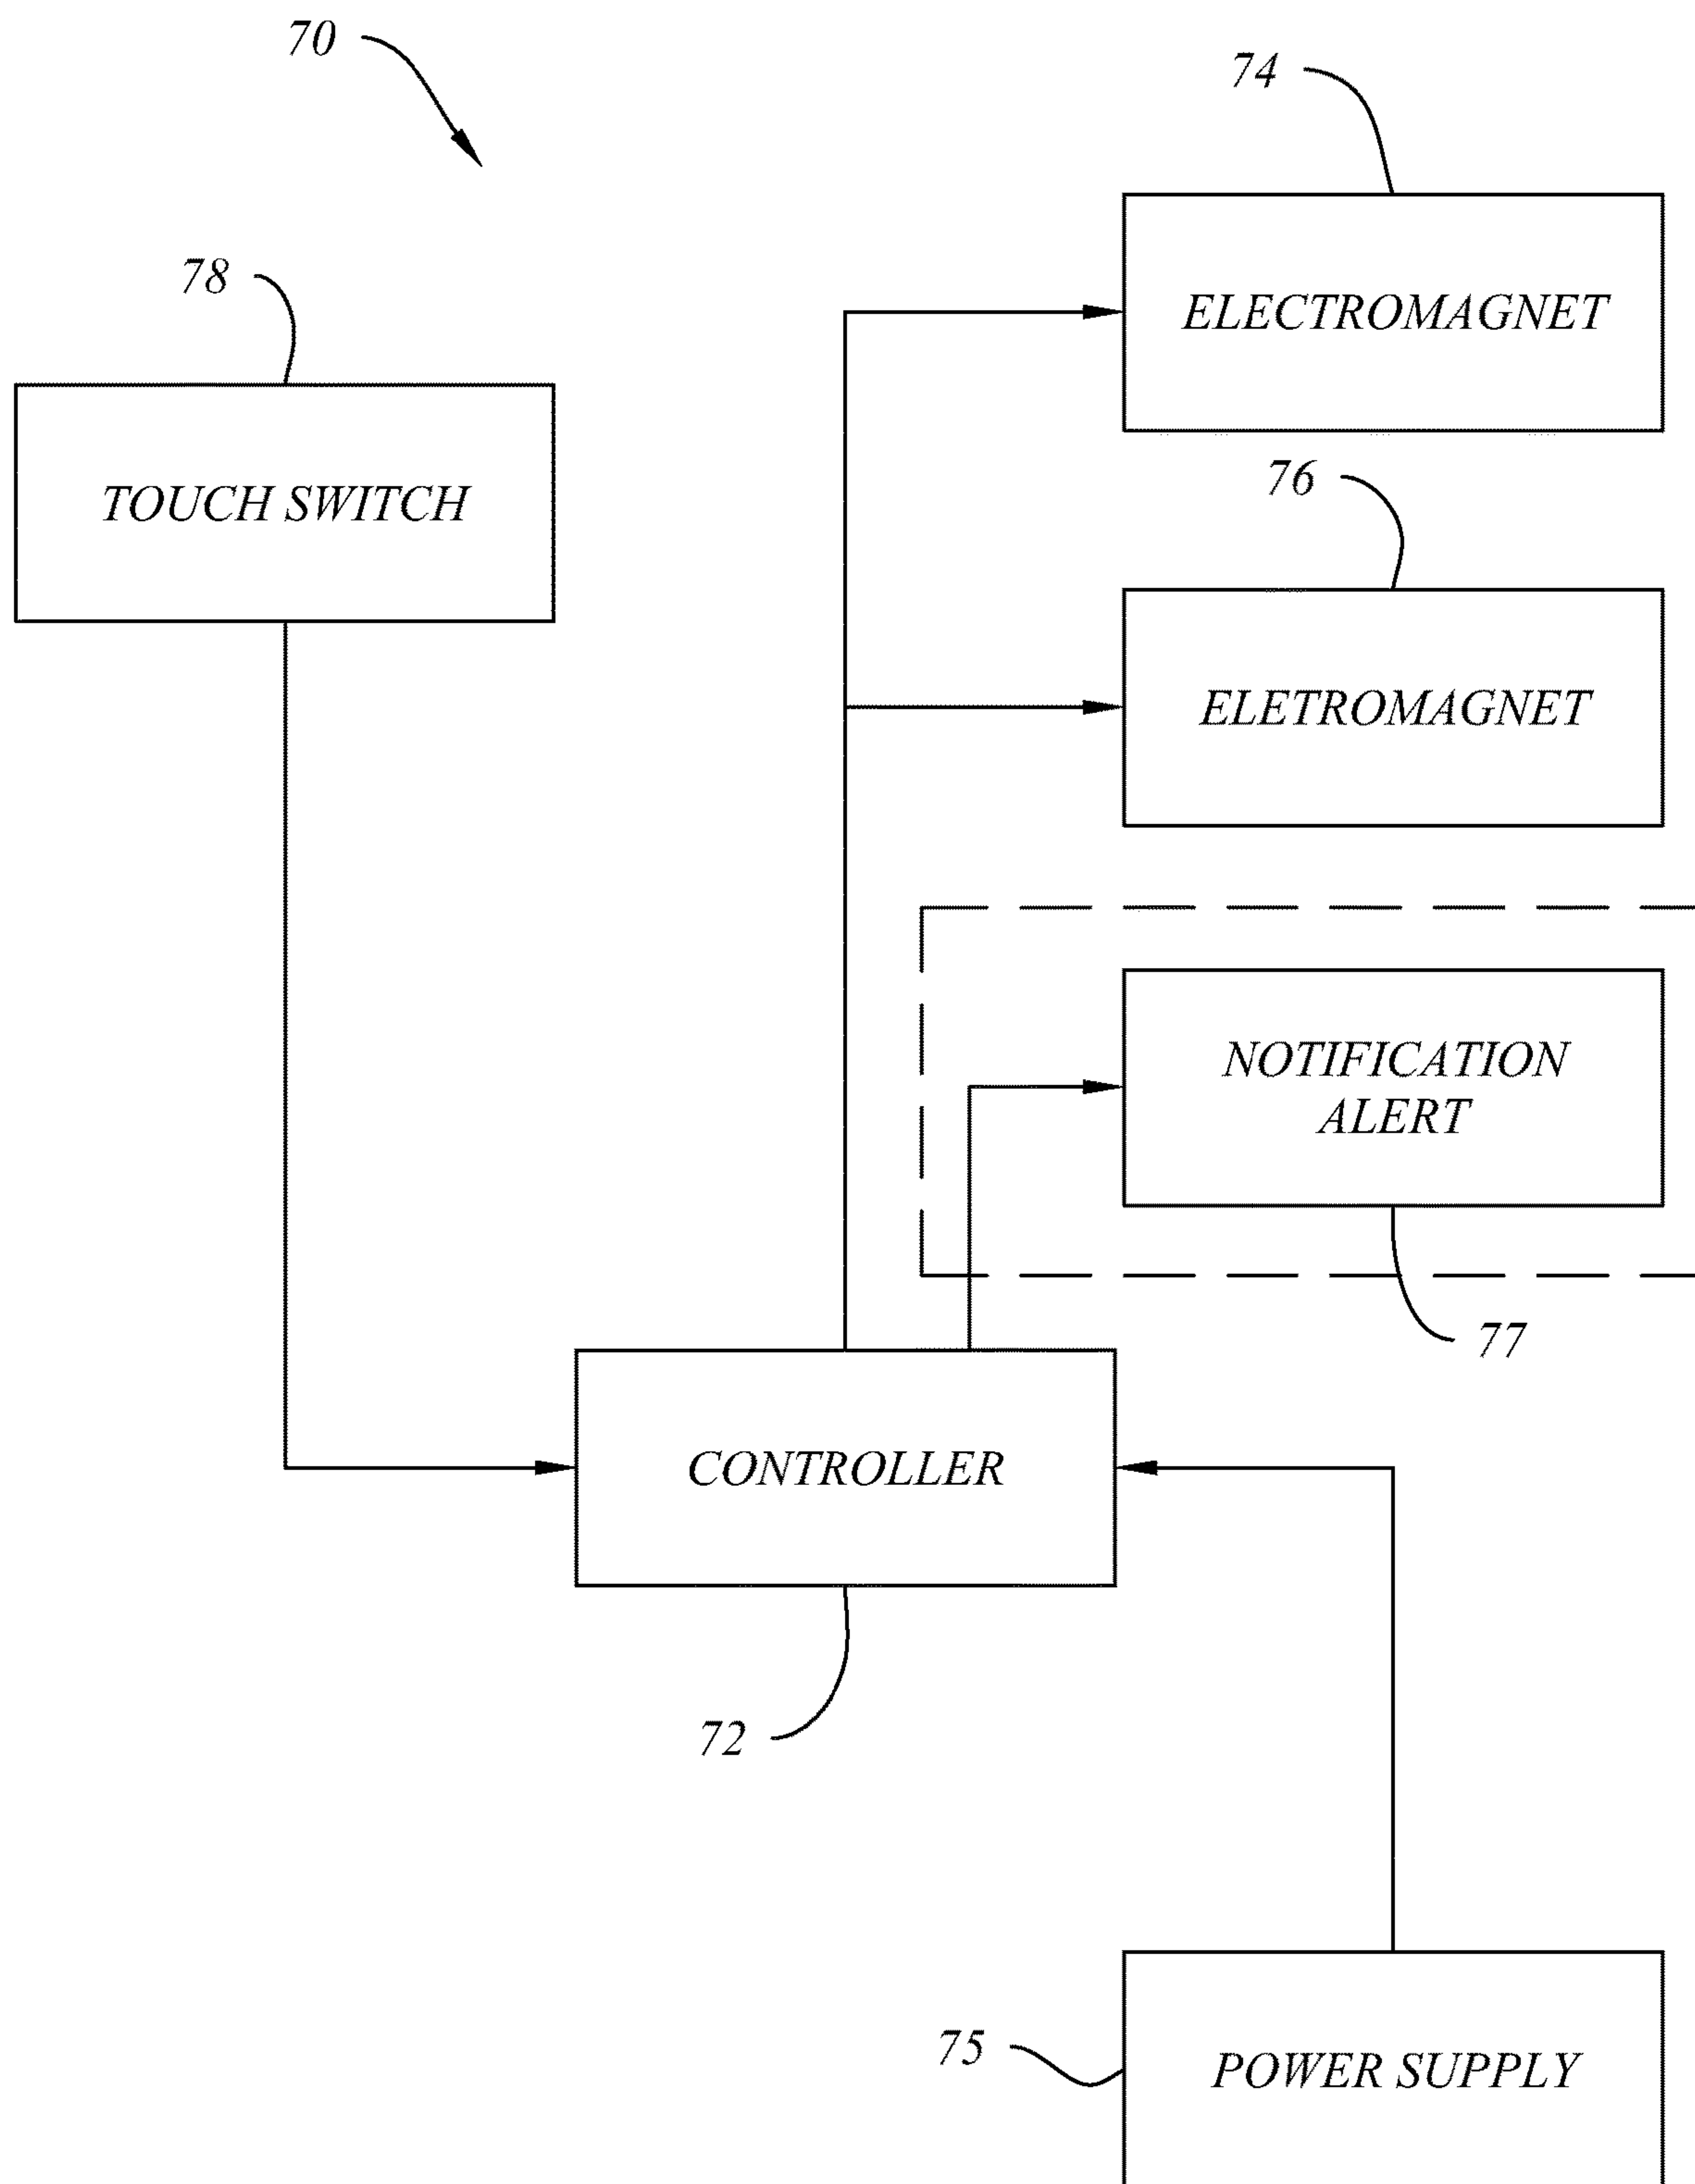 70
74
ELECTROMAGNET
78
TOUCH SWITCH
76
ELETROMAGNET
NOTIFICATION
ALERT
77
CONTROLLER
72
75
POWER SUPPLY